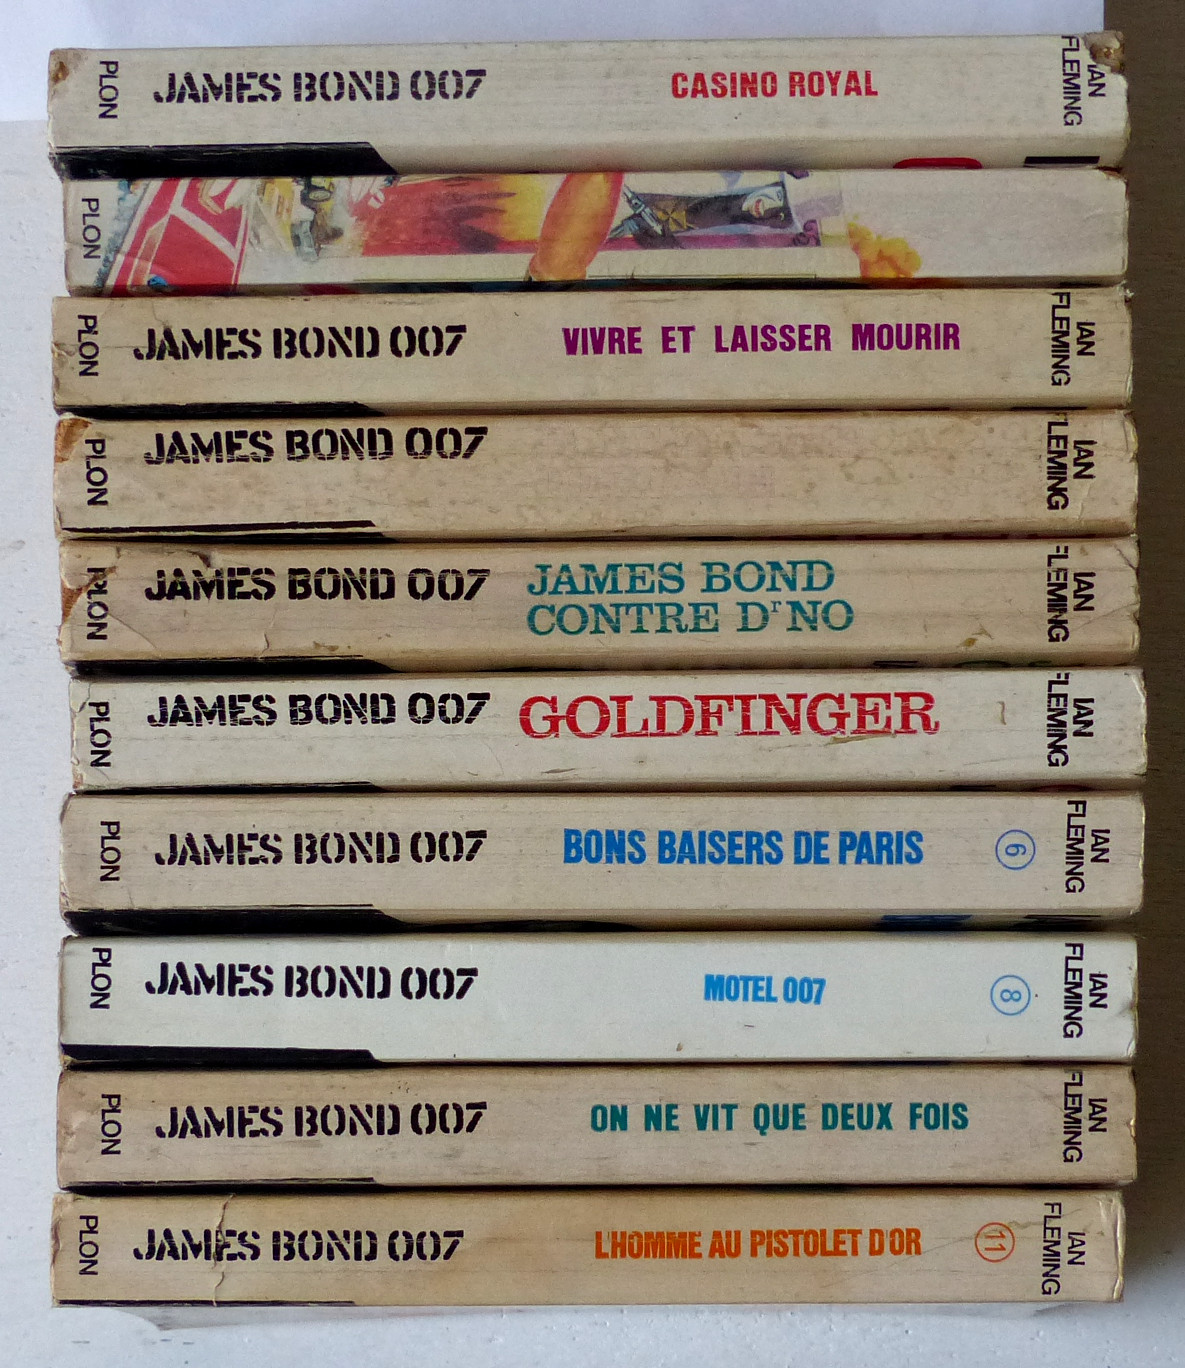 PLON JAMES BOND 007 CASINO ROYAL IAN FLEMING
PLON
PLON JAMES BOND 007 VIVRE ET LAISSER MOURIR IAN FLEMING
PLON JAMES BOND 007 IAN FLEMING
PLON JAMES BOND 007 JAMES BOND IAN FLEMING
CONTRE Dr NO
PLON JAMES BOND 007 GOLDFINGER IAN FLEMING
PLON JAMES BOND 007 BONS BAISERS DE PARIS 6 IAN FLEMING
PLON JAMES BOND 007 MOTEL 007 8 IAN FLEMING
PLON JAMES BOND 007 ON NE VIT QUE DEUX FOIS IAN FLEMING
PLON JAMES BOND 007 L'HOMME AU PISTOLET D'OR 11 IAN FLEMING